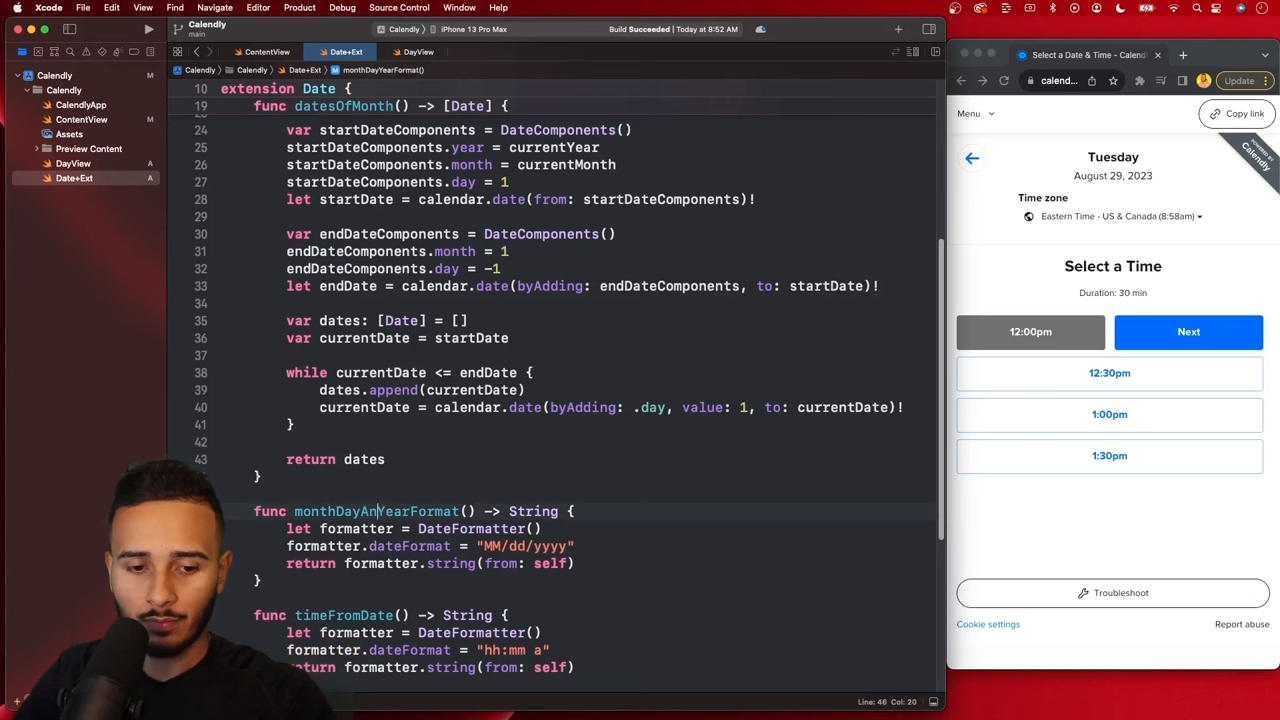 Xcode File Edit View Find Navigate Editor Product Debug Source Control Window Help
Calendly
main
Calendly
iPhone 13 Pro Max
Build Succeeded | Today at 8:52 AM
ContentView
Date+Ext
DayView
Calendly
Calendly
Date+Ext
monthDayYearFormat()
Calendly M
Calendly
CalendlyApp
ContentView M
Assets
Preview Content
DayView A
Date+Ext A
10 extension Date {
19 func datesOfMonth() -> [Date] {
24 var startDateComponents = DateComponents()
25 startDateComponents.year = currentYear
26 startDateComponents.month = currentMonth
27 startDateComponents.day = 1
28 let startDate = calendar.date(from: startDateComponents)!
29
30 var endDateComponents = DateComponents()
31 endDateComponents.month = 1
32 endDateComponents.day = -1
33 let endDate = calendar.date(byAdding: endDateComponents, to: startDate)!
34
35 var dates: [Date] = []
36 var currentDate = startDate
37
38 while currentDate <= endDate {
39 dates.append(currentDate)
40 currentDate = calendar.date(byAdding: .day, value: 1, to: currentDate)!
41 }
42
43 return dates
}
func monthDayAnYearFormat() -> String {
let formatter = DateFormatter()
formatter.dateFormat = "MM/dd/yyyy"
return formatter.string(from: self)
}
func timeFromDate() -> String {
let formatter = DateFormatter()
formatter.dateFormat = "hh:mm a"
return formatter.string(from: self)
Line: 46 Col: 20
Select a Date & Time - Calend
calend...
Update
Menu
Copy link
POWERED BY
Calendly
Tuesday
August 29, 2023
Time zone
Eastern Time - US & Canada (8:58am)
Select a Time
Duration: 30 min
12:00pm
Next
12:30pm
1:00pm
1:30pm
Troubleshoot
Cookie settings
Report abuse